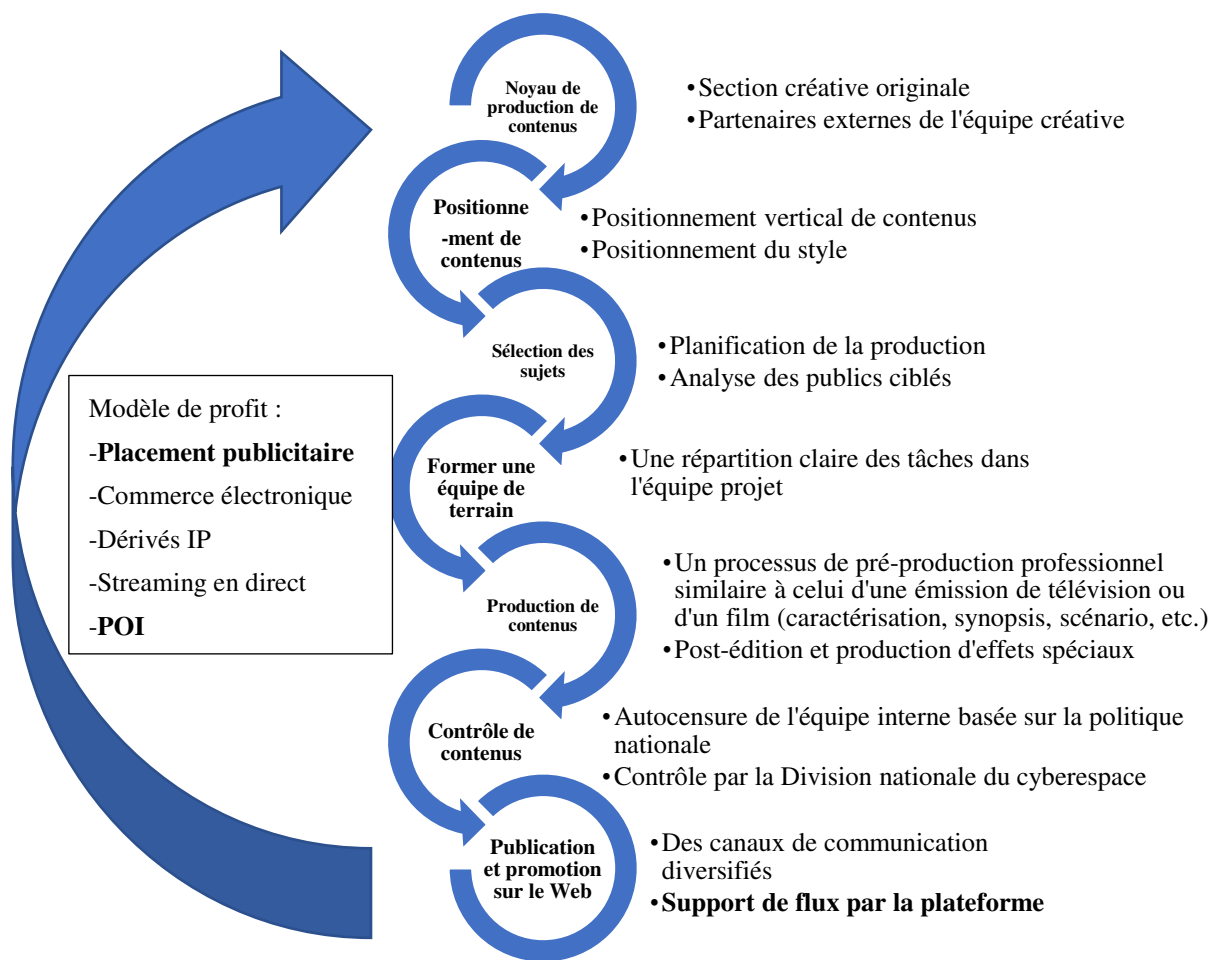 Noyau de
production de
contenus
•Section créative originale
•Partenaires externes de l'équipe créative
Positionne
-ment de
contenus
•Positionnement vertical de contenus
•Positionnement du style
Sélection des
sujets
•Planification de la production
•Analyse des publics ciblés
Modèle de profit :
-Placement publicitaire
-Commerce électronique
-Dérivés IP
-Streaming en direct
-POI
Former une
équipe de
terrain
•Une répartition claire des tâches dans
l'équipe projet
Production de
contenus
•Un processus de pré-production professionnel
similaire à celui d'une émission de télévision ou
d'un film (caractérisation, synopsis, scénario, etc.)
•Post-édition et production d'effets spéciaux
Contrôle de
contenus
•Autocensure de l'équipe interne basée sur la politique
nationale
•Contrôle par la Division nationale du cyberespace
Publication
et promotion
sur le Web
•Des canaux de communication
diversifiés
•Support de flux par la plateforme